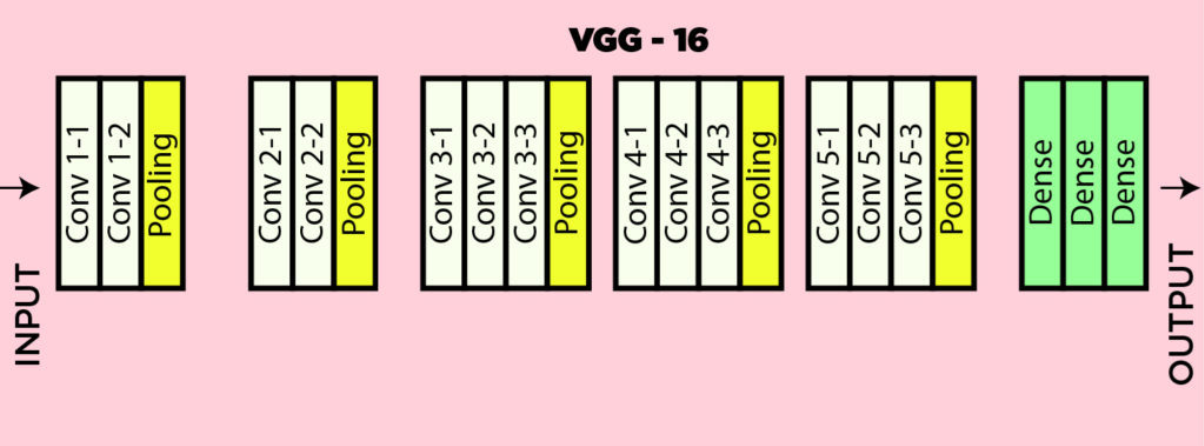 VGG - 16
INPUT
Conv 1-1
Conv 1-2
Pooling
Conv 2-1
Conv 2-2
Pooling
Conv 3-1
Conv 3-2
Conv 3-3
Pooling
Conv 4-1
Conv 4-2
Conv 4-3
Pooling
Conv 5-1
Conv 5-2
Conv 5-3
Pooling
Dense
Dense
Dense
OUTPUT